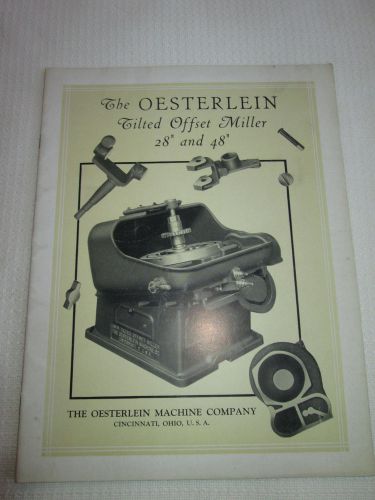 The OESTERLEIN
Tilted Offset Miller
28" and 48"
THE OESTERLEIN MACHINE COMPANY
CINCINNATI, OHIO, U. S. A.